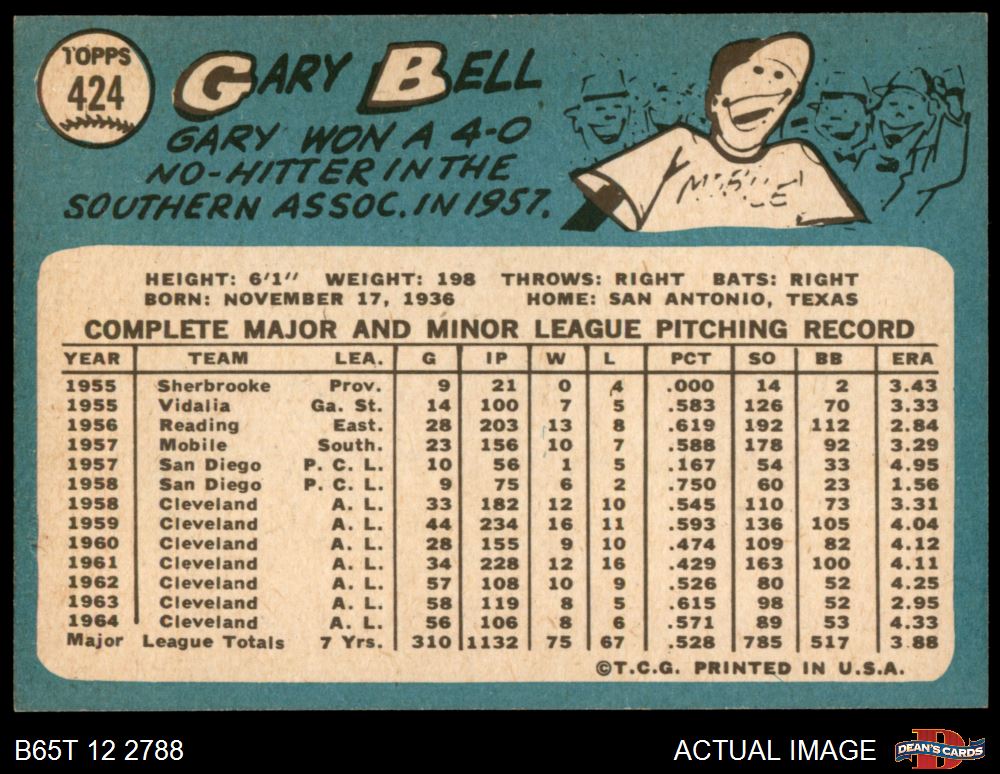 TOPPS
424
GARY BELL
GARY WON A 4-0
NO-HITTER IN THE
SOUTHERN ASSOC. IN 1957.
HEIGHT: 6'1" WEIGHT: 198 THROWS: RIGHT BATS: RIGHT
BORN: NOVEMBER 17, 1936 HOME: SAN ANTONIO, TEXAS
COMPLETE MAJOR AND MINOR LEAGUE PITCHING RECORD
YEAR TEAM LEA. G IP W L PCT SO BB ERA
1955 Sherbrooke Prov. 9 21 0 4 .000 14 2 3.43
1955 Vidalia Ga. St. 14 100 7 5 .583 126 70 3.33
1956 Reading East. 28 203 13 8 .619 192 112 2.84
1957 Mobile South. 23 156 10 7 .588 178 92 3.29
1957 San Diego P. C. L. 10 56 1 5 .167 54 33 4.95
1958 San Diego P. C. L. 9 75 6 2 .750 60 23 1.56
1958 Cleveland A. L. 33 182 12 10 .545 110 73 3.31
1959 Cleveland A. L. 44 234 16 11 .593 136 105 4.04
1960 Cleveland A. L. 28 155 9 10 .474 109 82 4.12
1961 Cleveland A. L. 34 228 12 16 .429 163 100 4.11
1962 Cleveland A. L. 57 108 10 9 .526 80 52 4.25
1963 Cleveland A. L. 58 119 8 5 .615 98 52 2.95
1964 Cleveland A. L. 56 106 8 6 .571 89 53 4.33
Major League Totals 7 Yrs. 310 1132 75 67 .528 785 517 3.88
©T.C.G. PRINTED IN U.S.A.
B65T 12 2788
ACTUAL IMAGE
DEAN'S CARDS